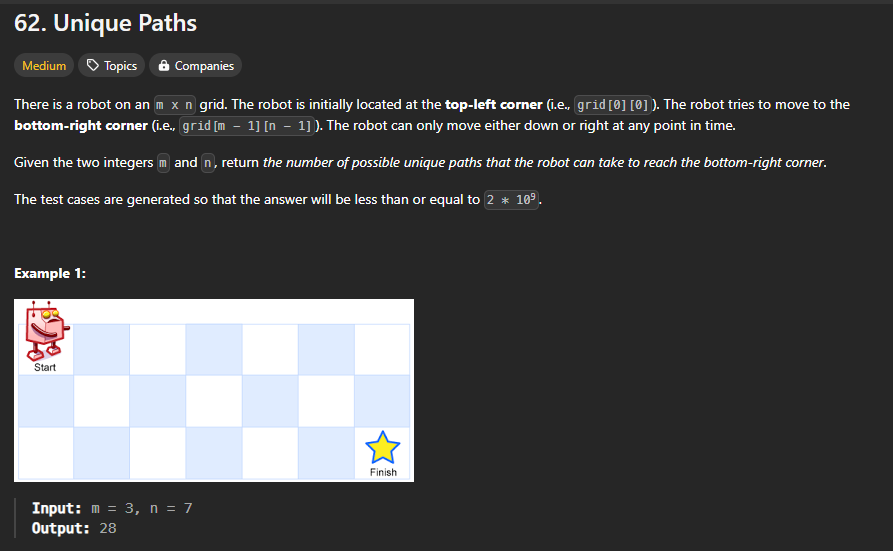 62. Unique Paths
Medium Topics Companies
There is a robot on an m x n grid. The robot is initially located at the top-left corner (i.e., grid[0][0]). The robot tries to move to the
bottom-right corner (i.e., grid[m - 1][n - 1]). The robot can only move either down or right at any point in time.
Given the two integers m and n, return the number of possible unique paths that the robot can take to reach the bottom-right corner.
The test cases are generated so that the answer will be less than or equal to 2 * 10⁹.
Example 1:
Start
Finish
Input: m = 3, n = 7
Output: 28